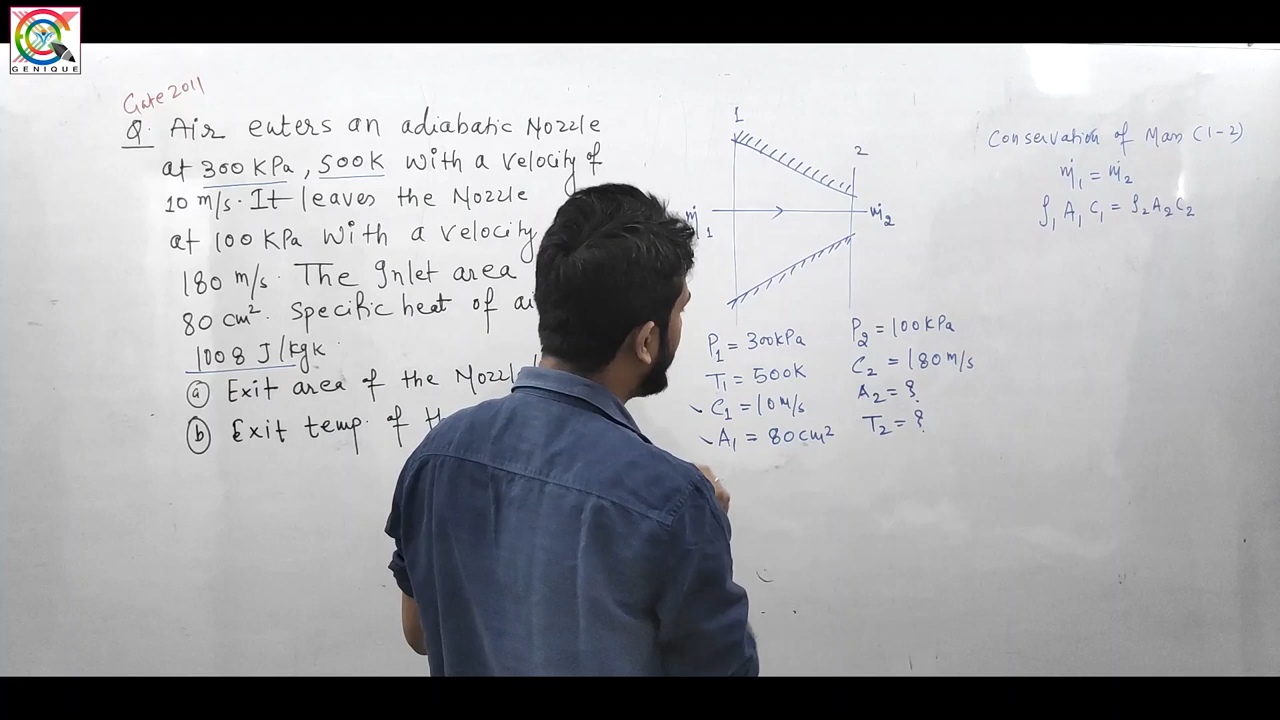 GENIQUE
Gate 2011
Q. Air enters an adiabatic Nozzle
at 300 KPa, 500K with a velocity of
10 m/s. It leaves the Nozzle
at 100 KPa with a velocity
180 m/s. The Inlet area
80 cm². Specific heat of
1008 J/kgk.
(a) Exit area of the
(b) Exit temp. of
1
2
ṁ1
ṁ2
P1 = 300kPa
T1 = 500K
C1 = 10 m/s
A1 = 80cm²
P2 = 100kPa
C2 = 180 m/s
A2 = ?
T2 = ?
Conservation of Mass (1-2)
ṁ1 = ṁ2
ρ1 A1 C1 = ρ2 A2 C2